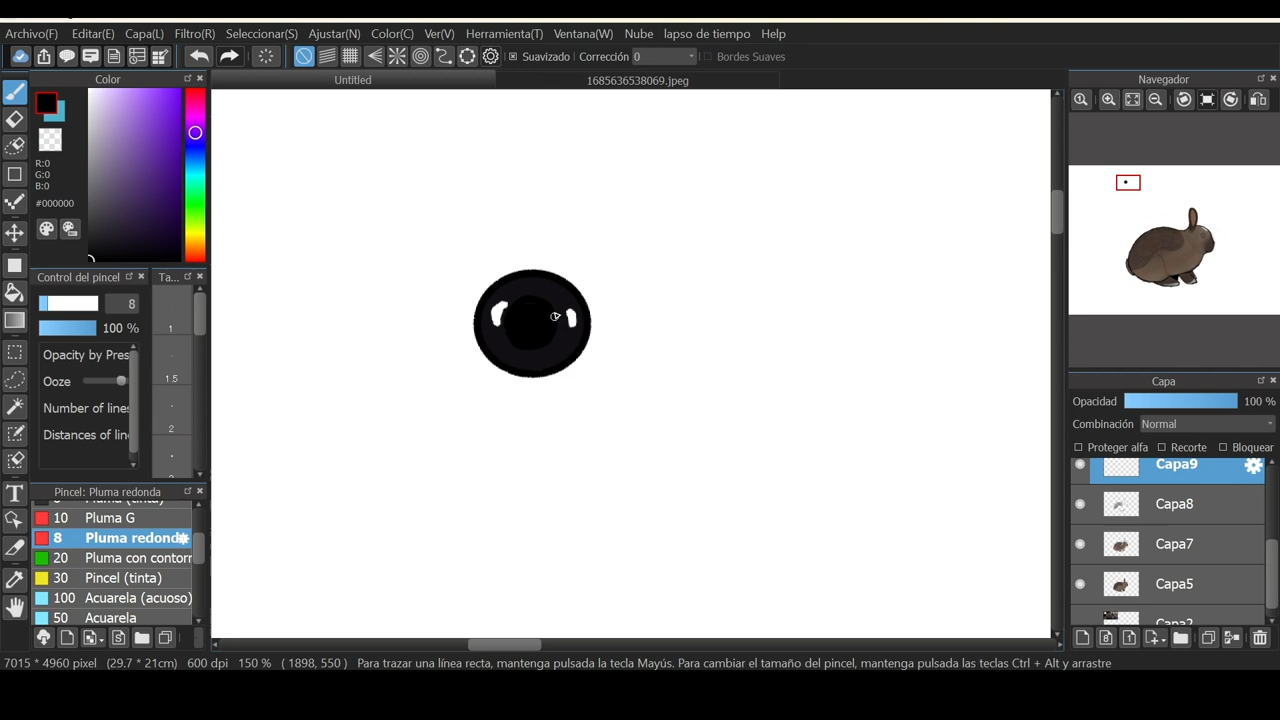 Archivo(F) Editar(E) Capa(L) Filtro(R) Seleccionar(S) Ajustar(N) Color(C) Ver(V) Herramienta(T) Ventana(W) Nube lapso de tiempo Help
Suavizado Corrección 0 Bordes Suaves
Color Untitled 1685636538069.jpeg Navegador
R:0
G:0
B:0
#000000
Control del pincel Ta...
8
100 % 1
Opacity by Pres
Ooze 1.5
Number of lines
2
Distances of lin
Pincel: Pluma redonda
10 Pluma G
8 Pluma redonda
20 Pluma con contorr
30 Pincel (tinta)
100 Acuarela (acuoso)
50 Acuarela
Capa
Opacidad 100 %
Combinación Normal
Proteger alfa Recorte Bloquear
Capa9
Capa8
Capa7
Capa5
7015 * 4960 pixel (29.7 * 21cm) 600 dpi 150 % ( 1898, 550 ) Para trazar una línea recta, mantenga pulsada la tecla Mayús. Para cambiar el tamaño del pincel, mantenga pulsadas las teclas Ctrl + Alt y arrastre